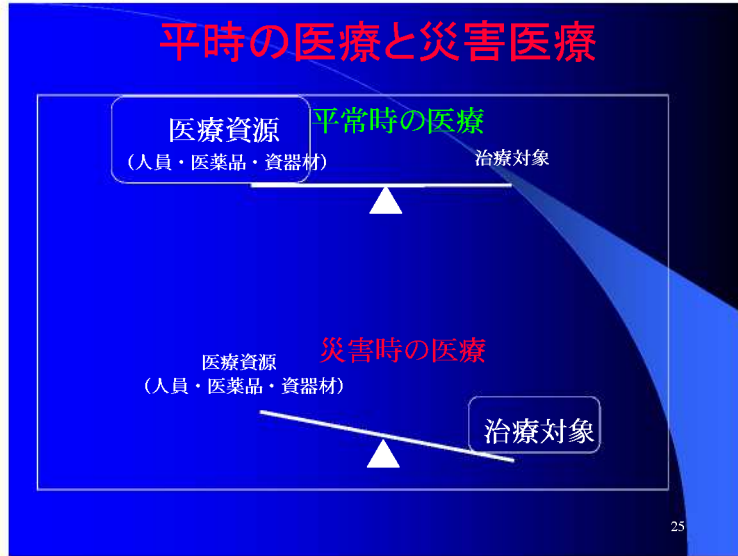 平時の医療と災害医療
医療資源
平常時の医療
(人員・医薬品・資器材)
治療対象
災害時の医療
医療資源
(人員・医薬品・資器材)
治療対象
25